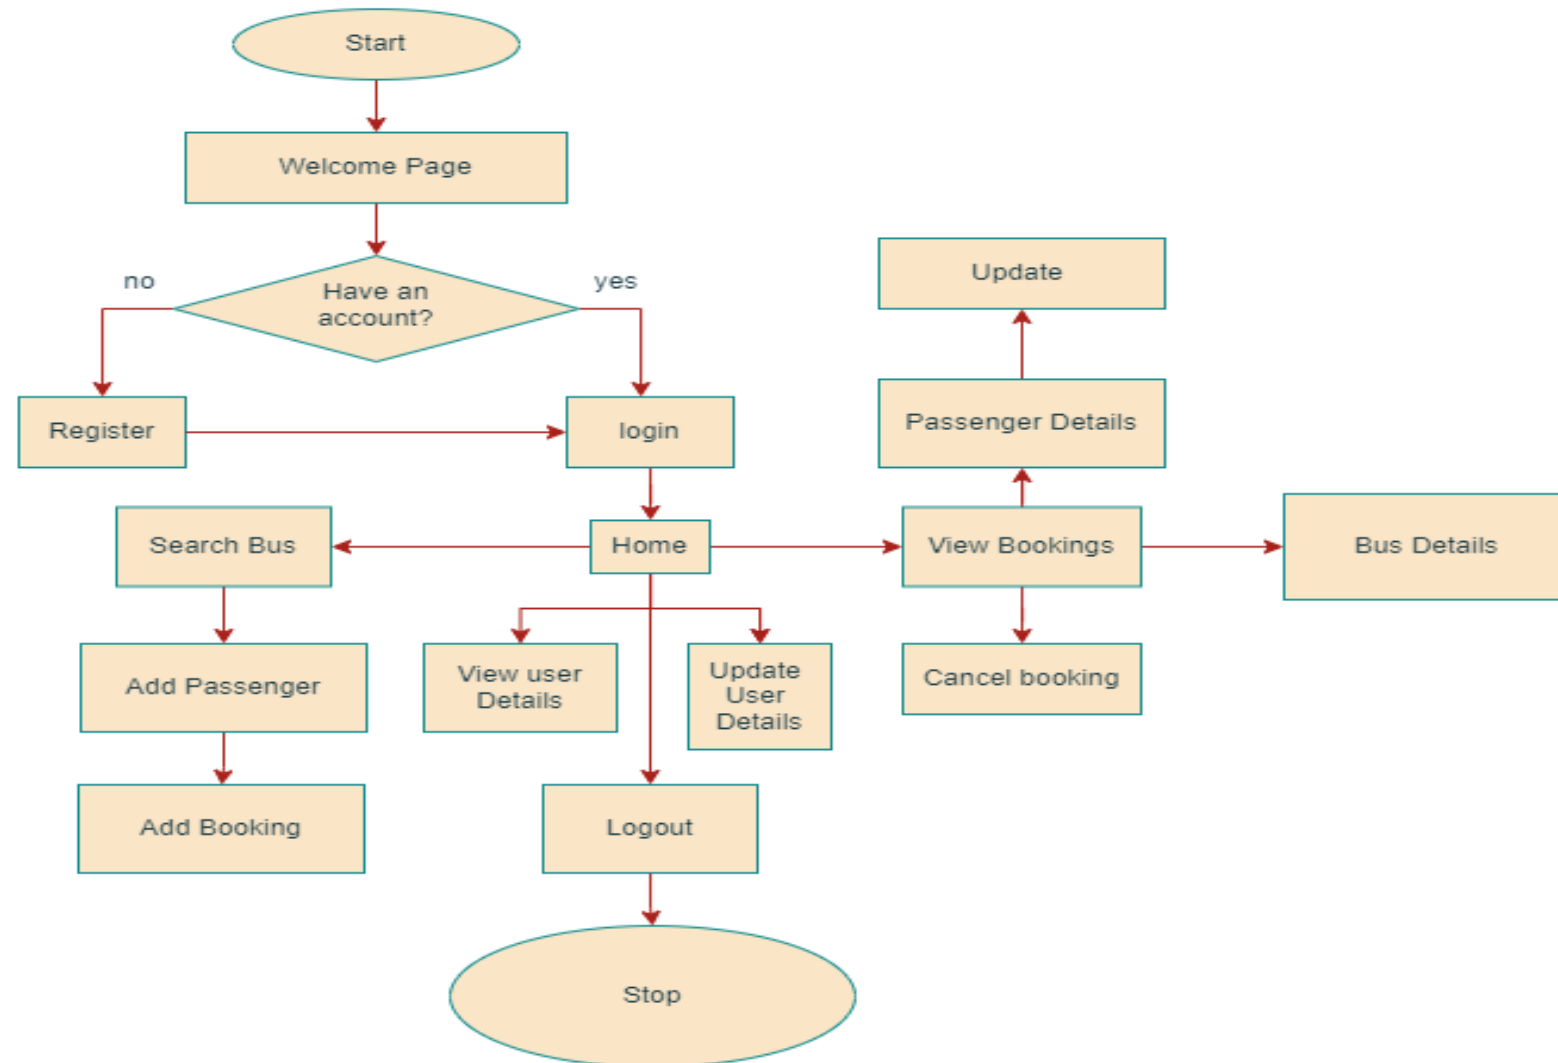 Start
Welcome Page
no
yes
Have an
account?
Update
Register
login
Passenger Details
Search Bus
Home
View Bookings
Bus Details
Add Passenger
View user
Details
Update
User
Details
Cancel booking
Add Booking
Logout
Stop